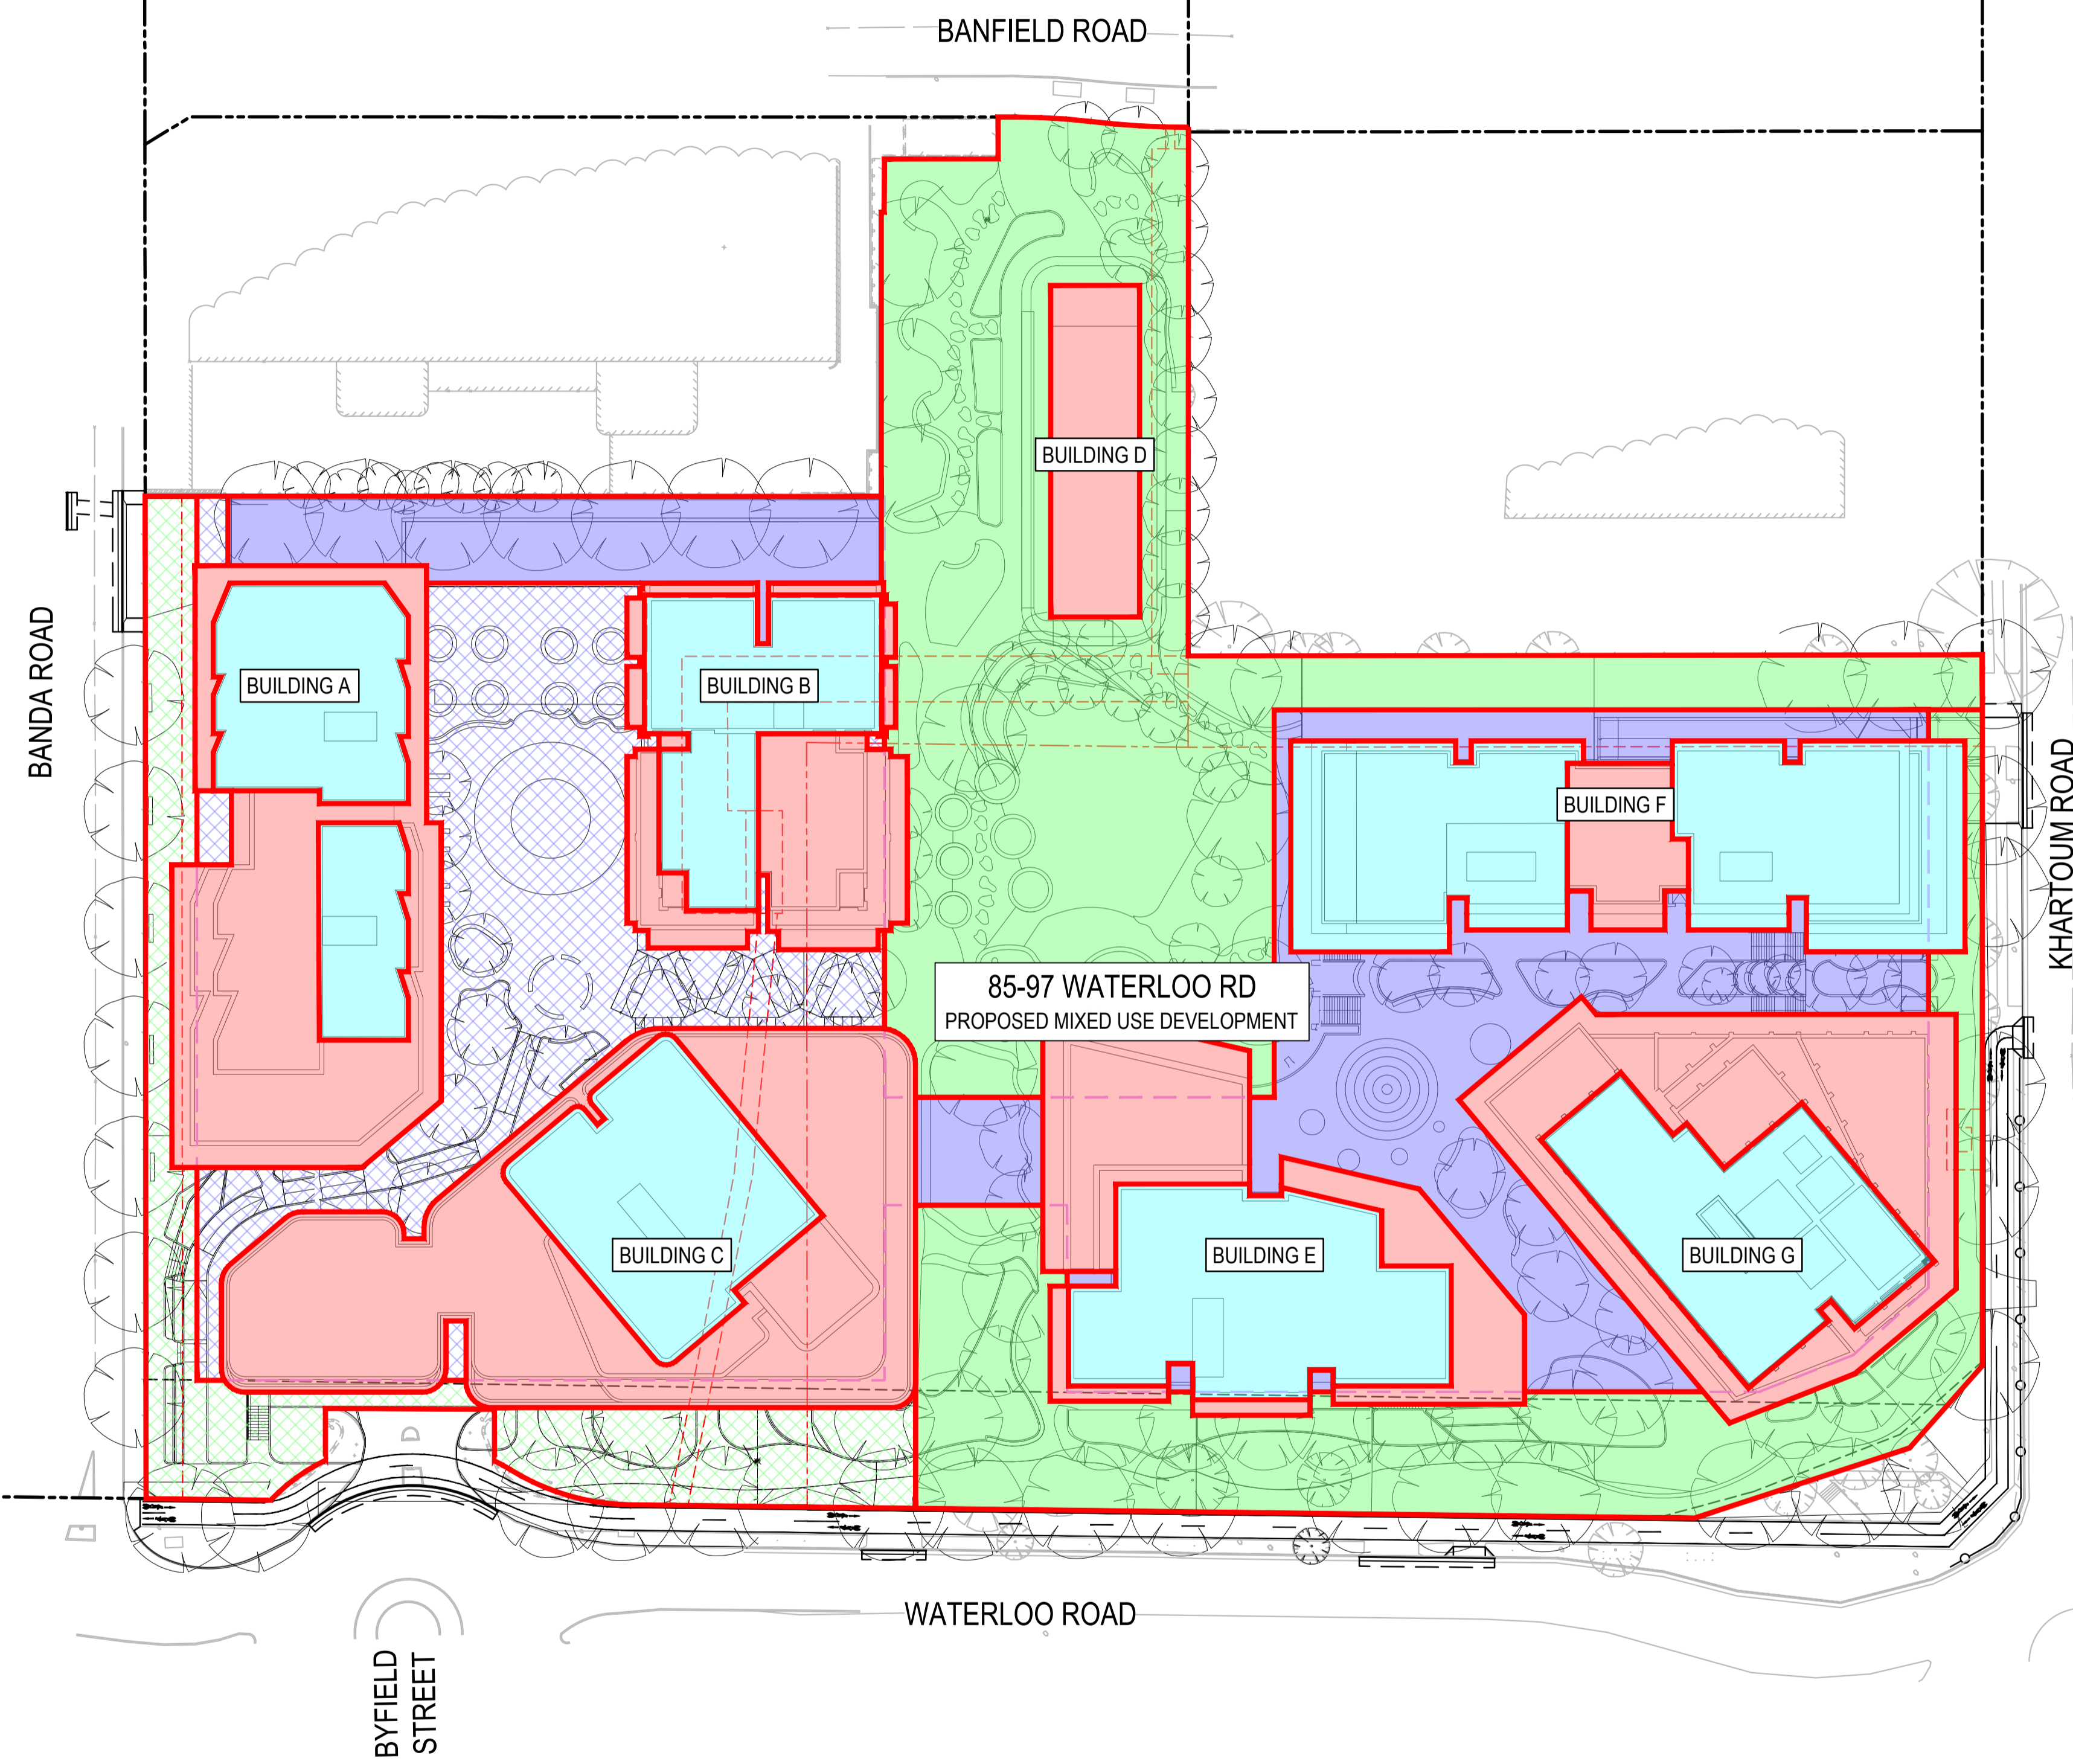 BANFIELD ROAD
BUILDING D
BANDA ROAD
BUILDING A
BUILDING B
BUILDING F
KHARTOUM ROAD
85-97 WATERLOO RD
PROPOSED MIXED USE DEVELOPMENT
BUILDING C
BUILDING E
BUILDING G
WATERLOO ROAD
BYFIELD
STREET